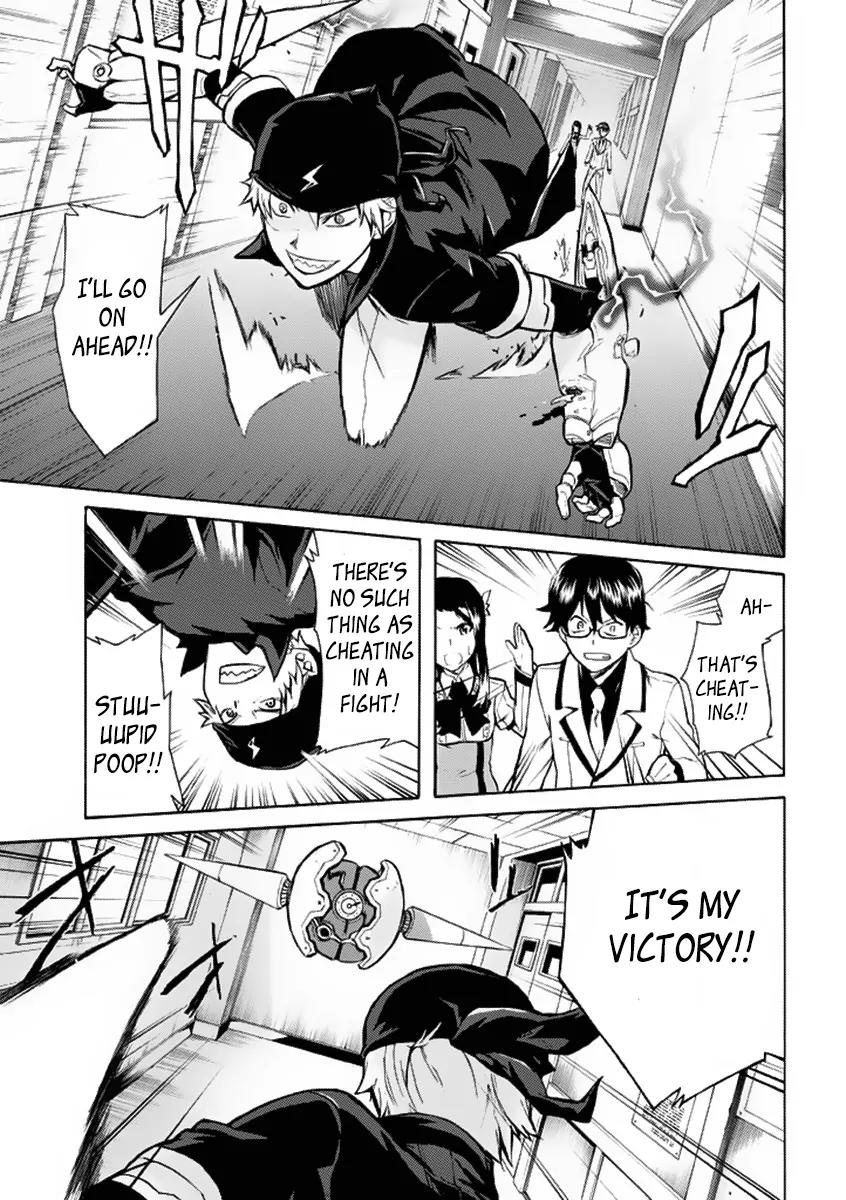 I'LL GO
ON
AHEAD!!
AH-
THAT'S
CHEAT-
ING!!
THERE'S
NO SUCH
THING AS
CHEATING
IN A
FIGHT!
STUU-
UUPID
POOP!!
IT'S MY
VICTORY!!